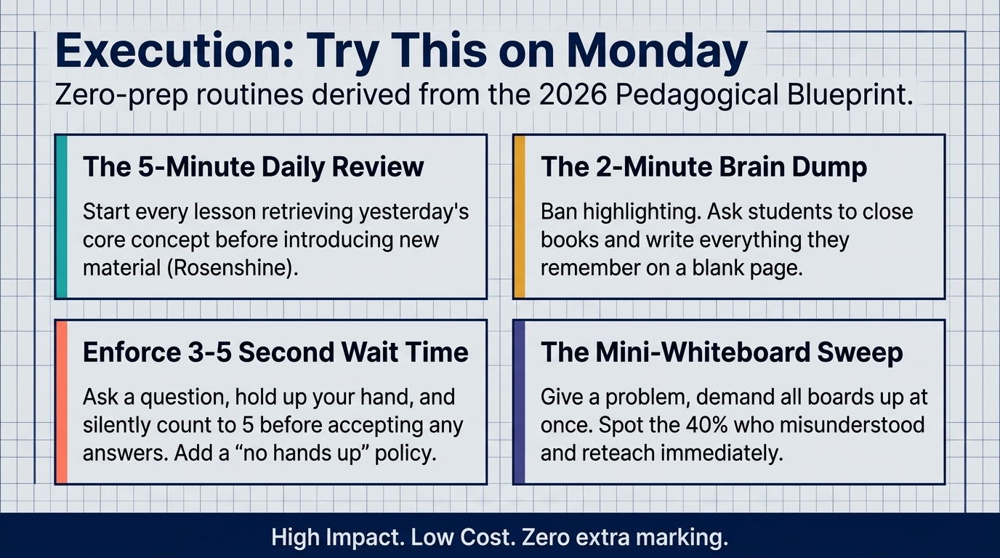 Execution: Try This on Monday
Zero-prep routines derived from the 2026 Pedagogical Blueprint.
The 5-Minute Daily Review
Start every lesson retrieving yesterday's
core concept before introducing new
material (Rosenshine).
The 2-Minute Brain Dump
Ban highlighting. Ask students to close
books and write everything they
remember on a blank page.
Enforce 3-5 Second Wait Time
Ask a question, hold up your hand, and
silently count to 5 before accepting any
answers. Add a “no hands up” policy.
The Mini-Whiteboard Sweep
Give a problem, demand all boards up at
once. Spot the 40% who misunderstood
and reteach immediately.
High Impact. Low Cost. Zero extra marking.